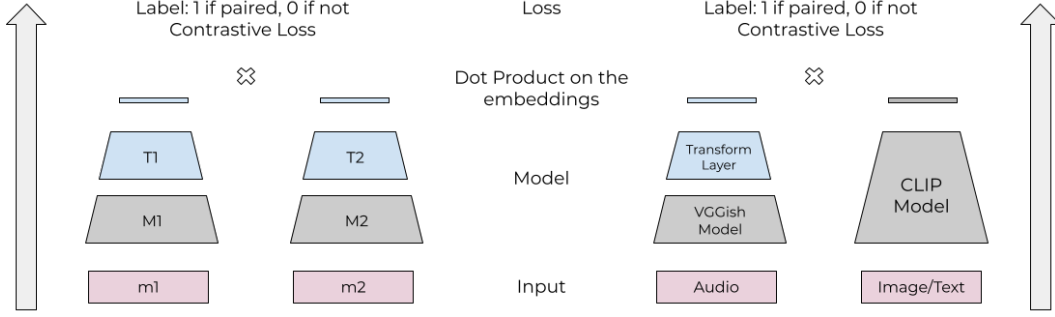 Label: 1 if paired, 0 if not
Contrastive Loss
Loss
Label: 1 if paired, 0 if not
Contrastive Loss
Dot Product on the
embeddings
T1
T2
Model
Transform
Layer
CLIP
Model
M1
M2
VGGish
Model
m1
m2
Input
Audio
Image/Text